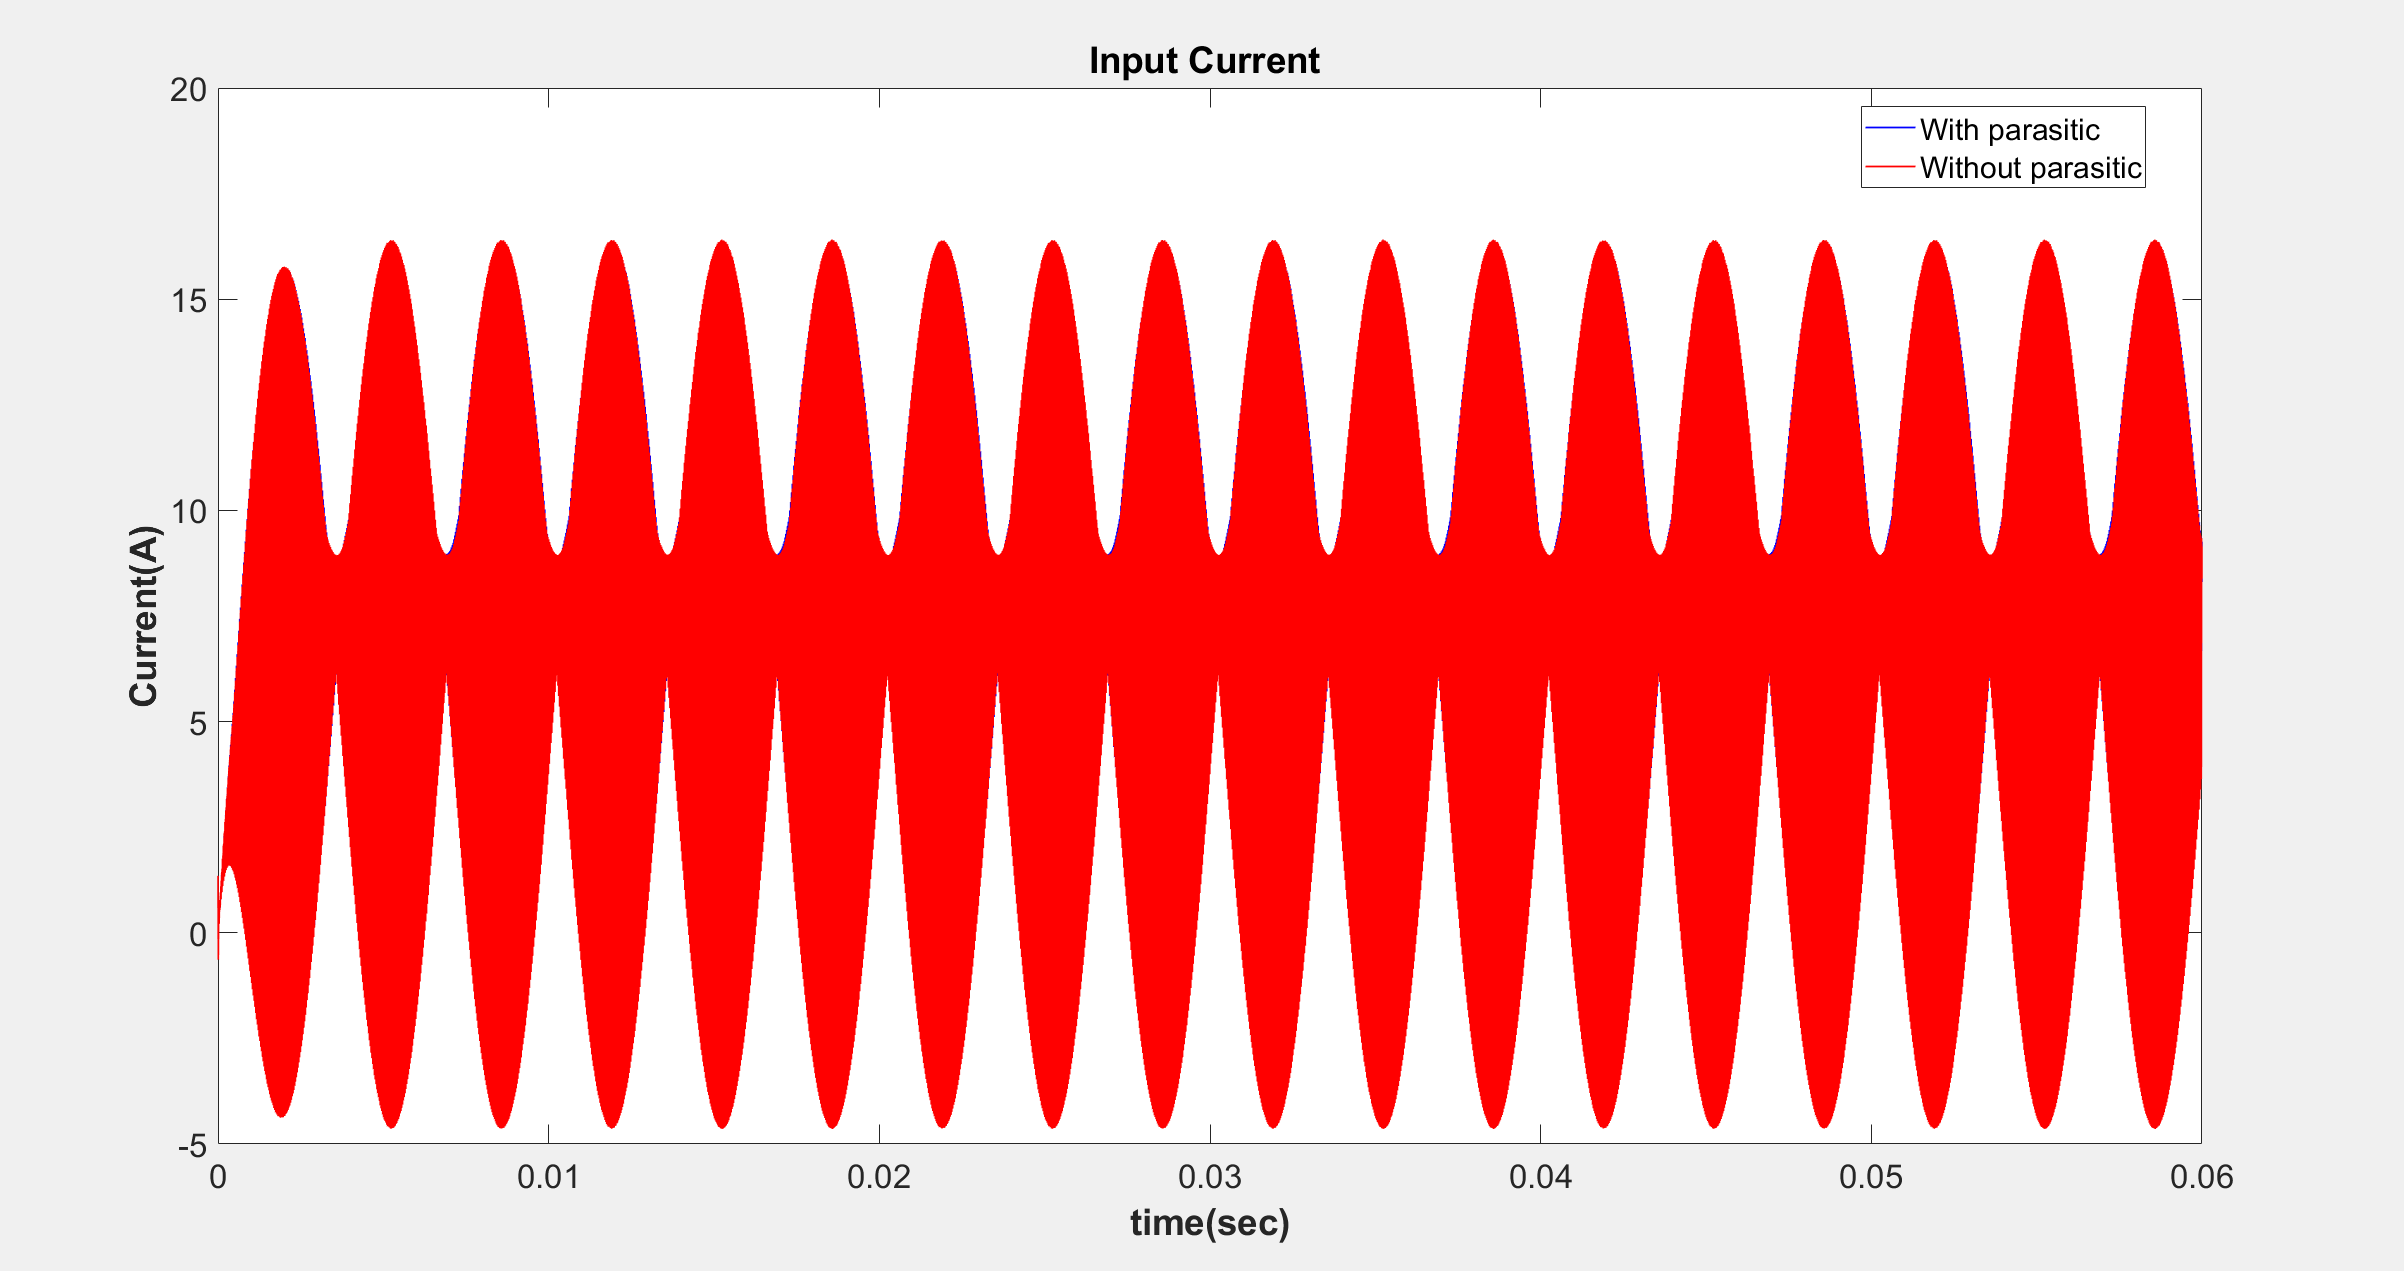 Input Current
20
With parasitic
Without parasitic
15
10
5
0
-5
Current(A)
0 0.01 0.02 0.03 0.04 0.05 0.06
time(sec)